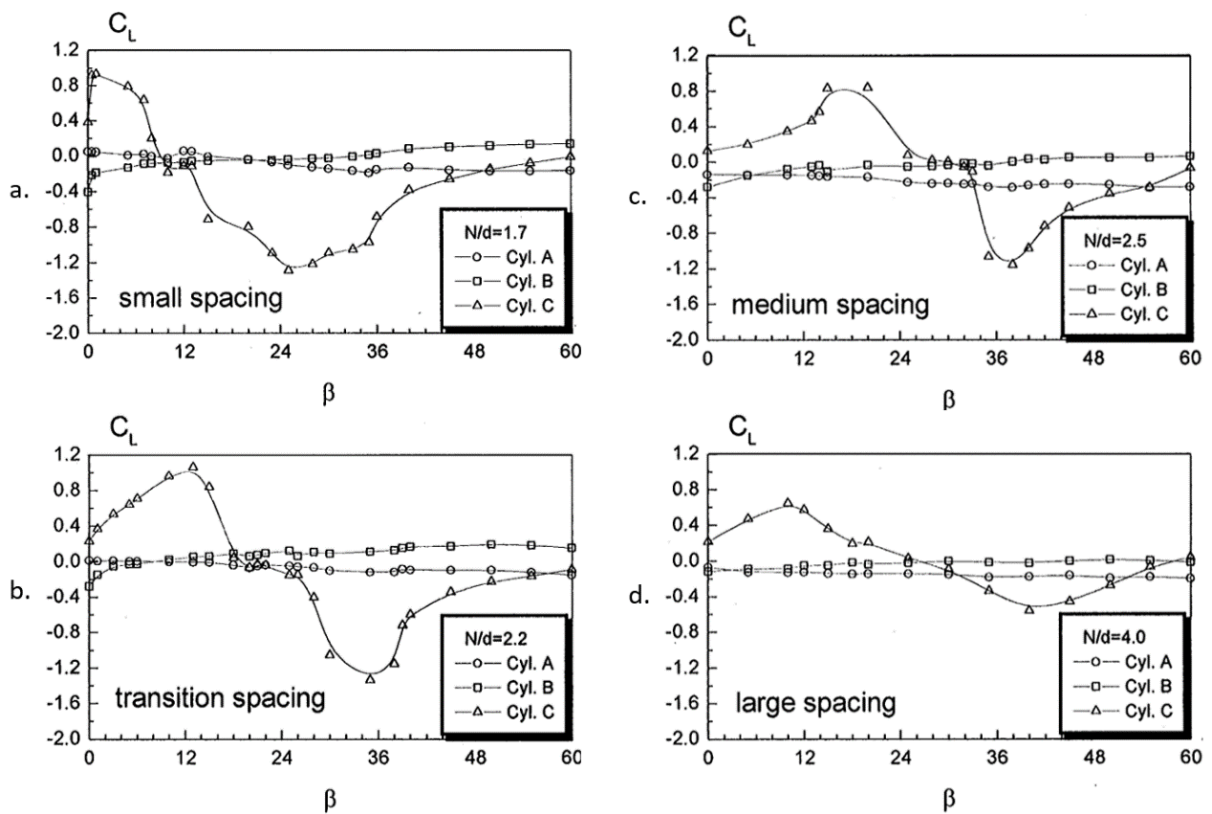 C_L
1.2
0.8
0.4
0.0
a.
-0.4
-0.8
-1.2
-1.6
-2.0
N/d=1.7
Cyl. A
Cyl. B
Cyl. C
small spacing
0 12 24 36 48 60
β
C_L
1.2
0.8
0.4
0.0
c.
-0.4
-0.8
-1.2
-1.6
-2.0
N/d=2.5
Cyl. A
Cyl. B
Cyl. C
medium spacing
0 12 24 36 48 60
β
C_L
1.2
0.8
0.4
0.0
b.
-0.4
-0.8
-1.2
-1.6
-2.0
N/d=2.2
Cyl. A
Cyl. B
Cyl. C
transition spacing
0 12 24 36 48 60
β
C_L
1.2
0.8
0.4
0.0
d.
-0.4
-0.8
-1.2
-1.6
-2.0
N/d=4.0
Cyl. A
Cyl. B
Cyl. C
large spacing
0 12 24 36 48 60
β